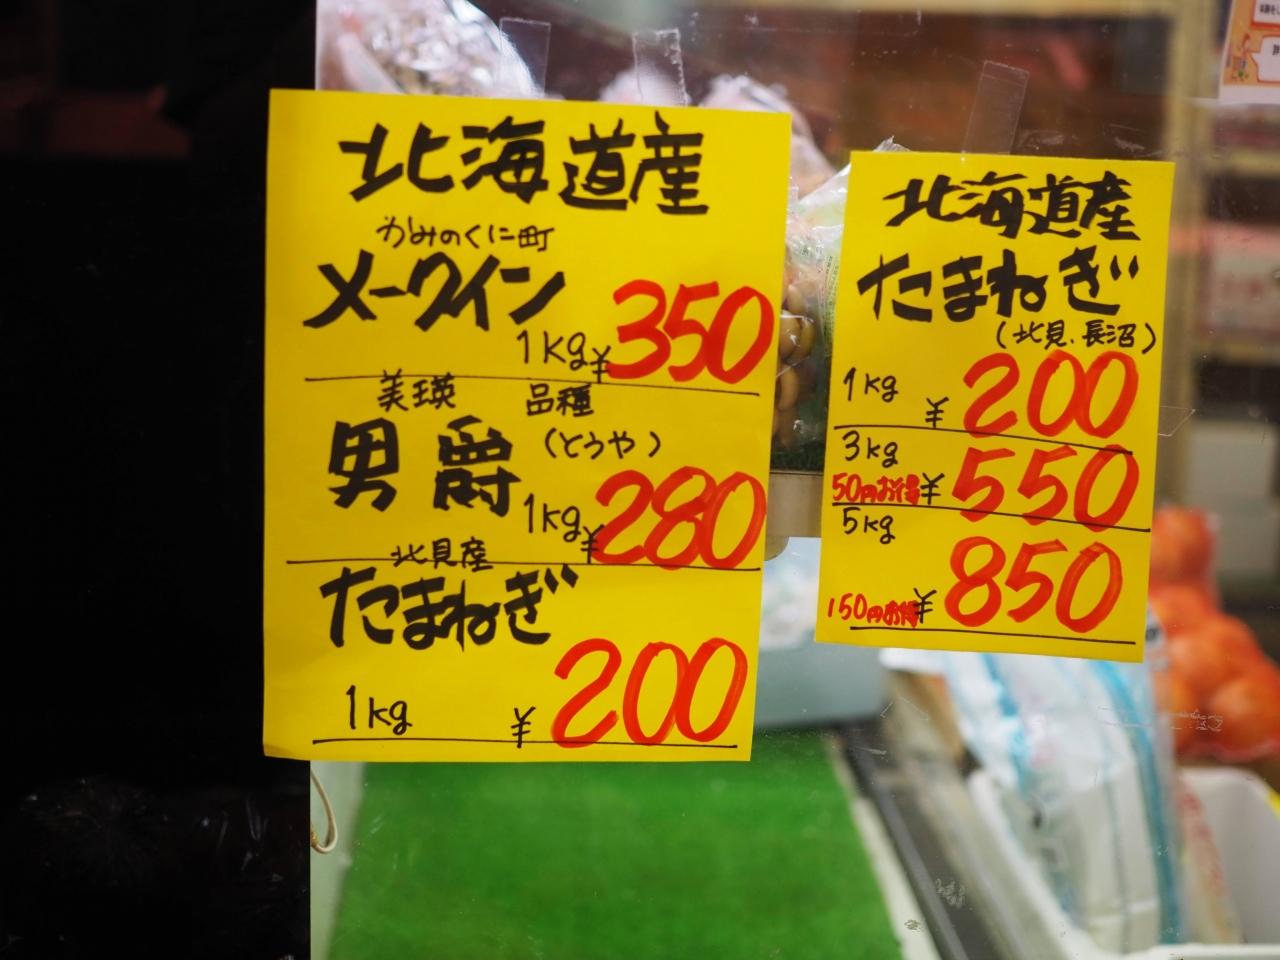 北海道産
かみのくに町
メークイン
1kg ¥350
美瑛 品種
男爵 (とうや)
1kg ¥280
北見産
たまねぎ
1kg ¥200
北海道産
たまねぎ
(北見、長沼)
1kg ¥200
3kg
50円お得 ¥550
5kg
150円お得 ¥850